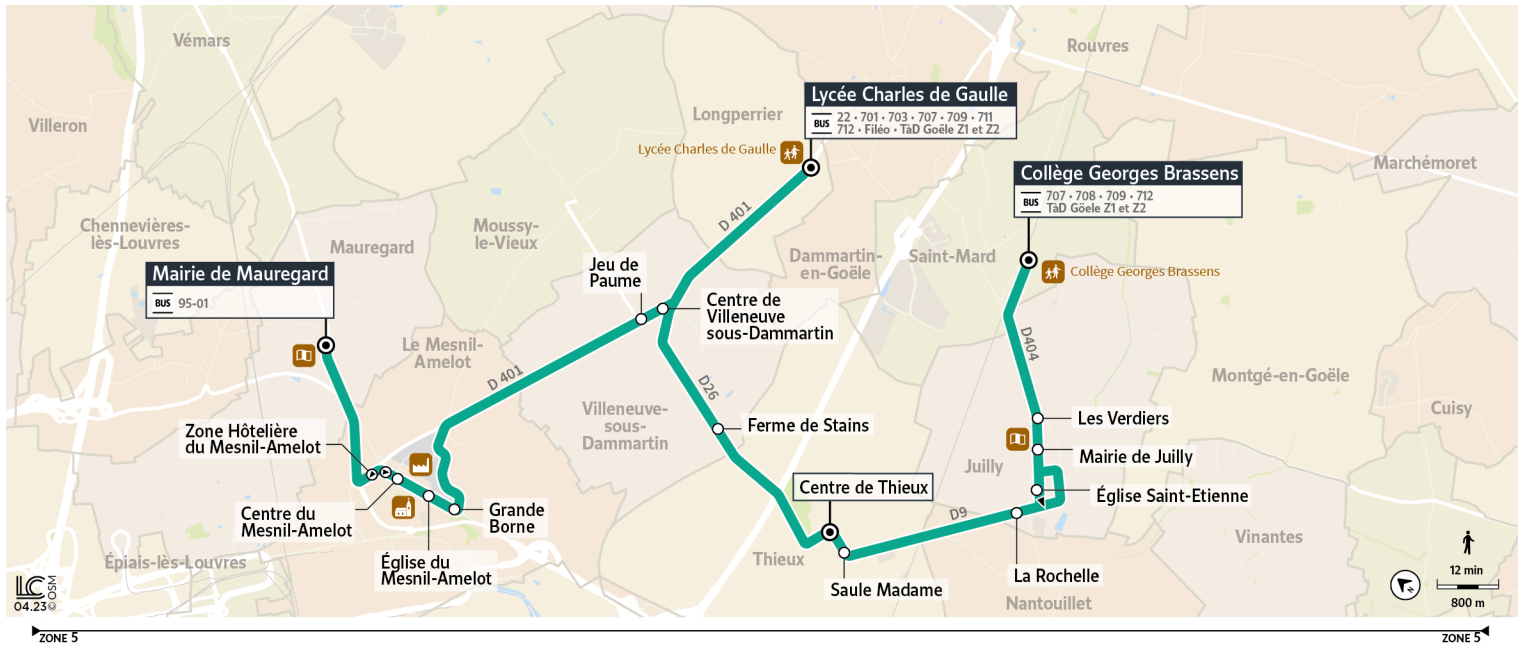 Vémars
Rouvres
Villeron
Longperrier
Lycée Charles de Gaulle
BUS
22 • 701 • 703 • 707 • 709 • 711
712 • Filéo • TàD Goële Z1 et Z2
Lycée Charles de Gaulle
Marchémoret
Collège Georges Brassens
BUS
707 • 708 • 709 • 712
TàD Göele Z1 et Z2
Chennevières-
lès-Louvres
Mauregard
Moussy-
le-Vieux
D 401
Dammartin-
en-Goële
Saint-Mard
Collège Georges Brassens
Mairie de Mauregard
BUS
95-01
Jeu de
Paume
Centre de
Villeneuve
sous-Dammartin
Le Mesnil-
Amelot
D 401
D26
D404
Montgé-en-Goële
Cuisy
Villeneuve-
sous-
Dammartin
Ferme de Stains
Les Verdiers
Zone Hôtelière
du Mesnil-Amelot
Mairie de Juilly
Juilly
Centre de Thieux
Église Saint-Etienne
Centre du
Mesnil-Amelot
Grande
Borne
D9
Vinantes
Épiais-lès-Louvres
Église du
Mesnil-Amelot
Thieux
Saule Madame
La Rochelle
Nantouillet
LC
04.23
© OSM
N
12 min
800 m
ZONE 5
ZONE 5